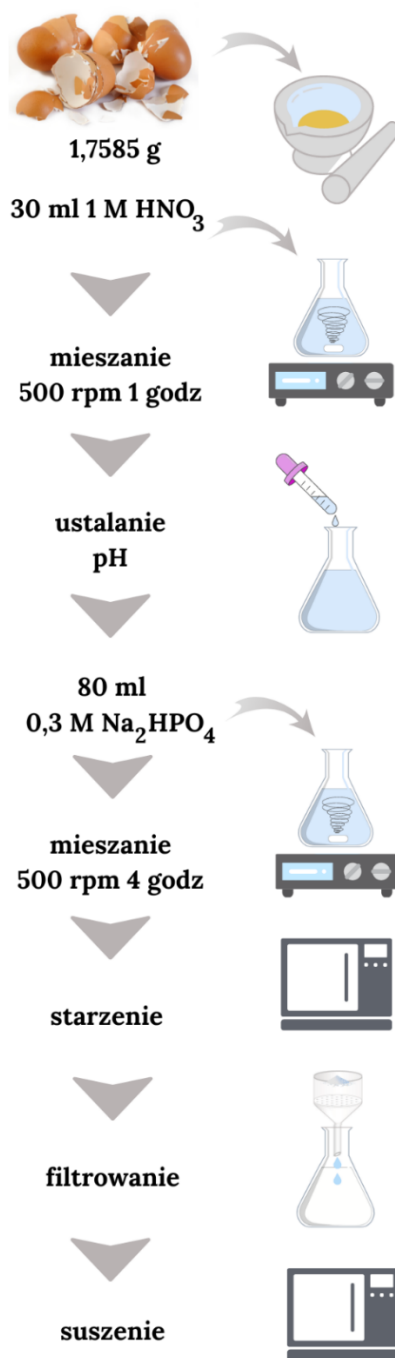 1,7585 g
30 ml 1 M HNO₃
mieszanie
500 rpm 1 godz
ustalanie
pH
80 ml
0,3 M Na₂HPO₄
mieszanie
500 rpm 4 godz
starzenie
filtrowanie
suszenie